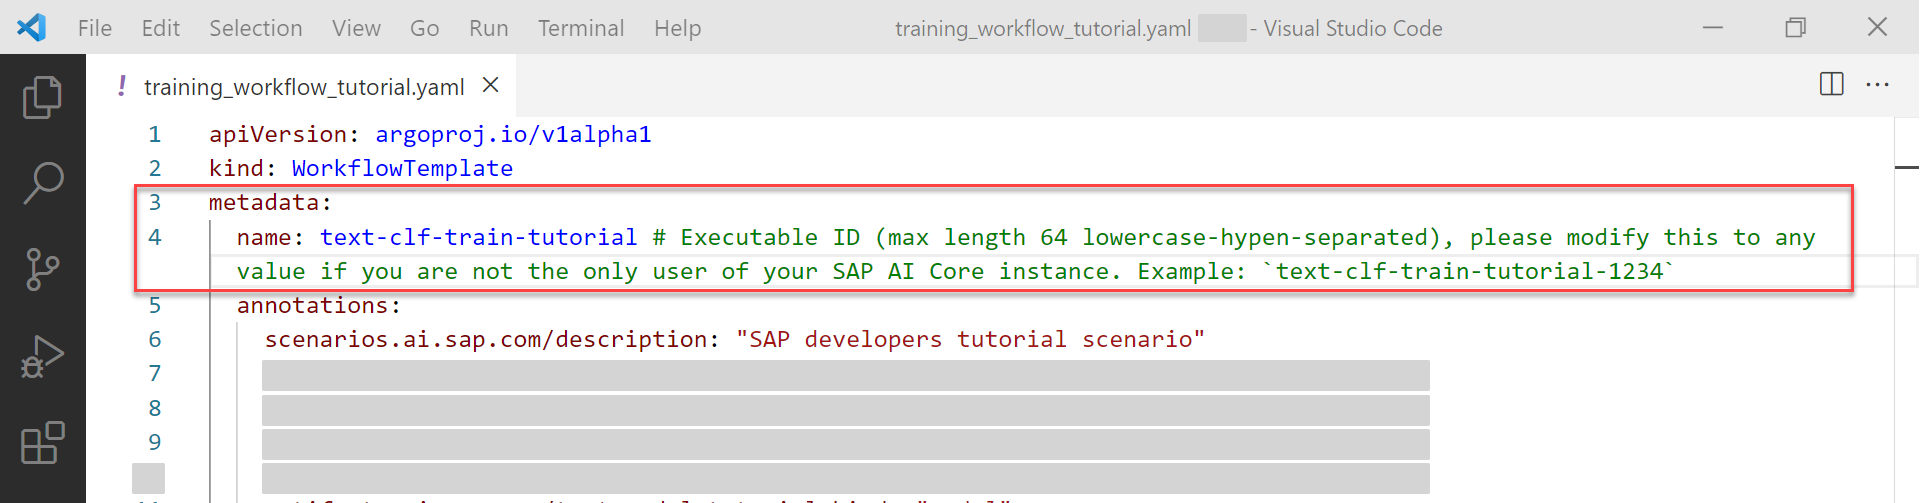 File Edit Selection View Go Run Terminal Help training_workflow_tutorial.yaml - Visual Studio Code
! training_workflow_tutorial.yaml
1 apiVersion: argoproj.io/v1alpha1
2 kind: WorkflowTemplate
3 metadata:
4 name: text-clf-train-tutorial # Executable ID (max length 64 lowercase-hypen-separated), please modify this to any
value if you are not the only user of your SAP AI Core instance. Example: `text-clf-train-tutorial-1234`
5 annotations:
6 scenarios.ai.sap.com/description: "SAP developers tutorial scenario"
7
8
9